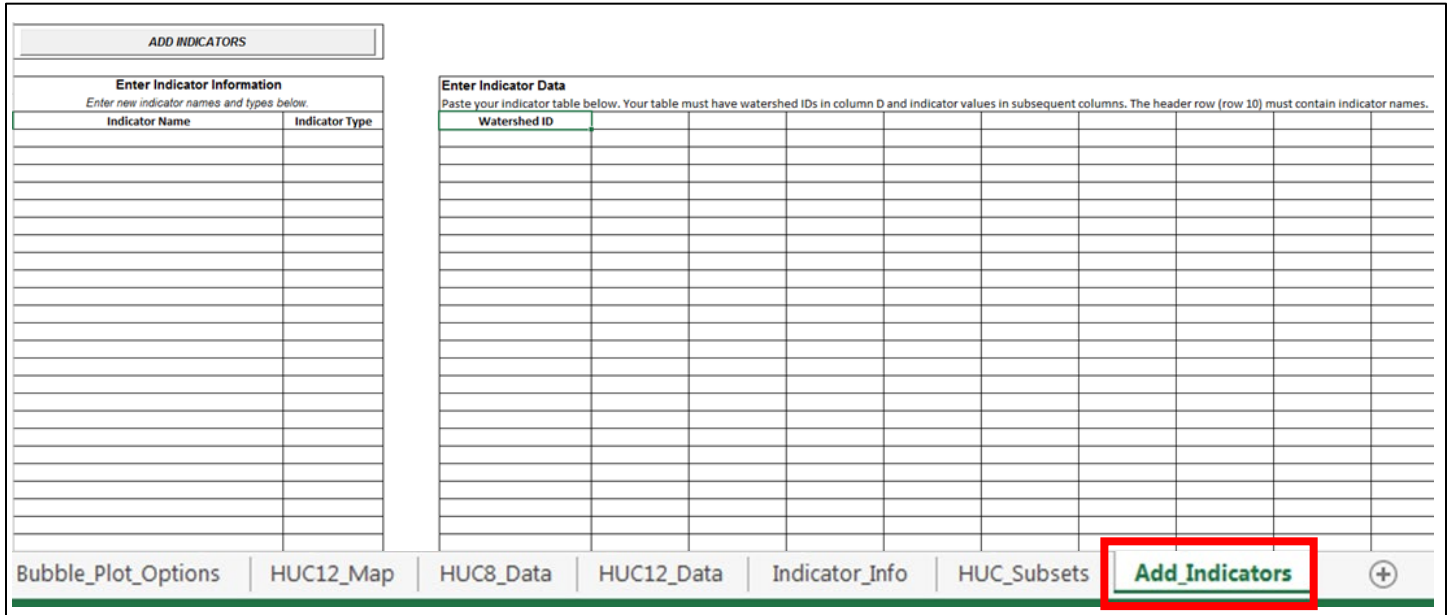 ADD INDICATORS
Enter Indicator Information
Enter new indicator names and types below.
Indicator Name Indicator Type
Enter Indicator Data
Paste your indicator table below. Your table must have watershed IDs in column D and indicator values in subsequent columns. The header row (row 10) must contain indicator names.
Watershed ID
Bubble_Plot_Options HUC12_Map HUC8_Data HUC12_Data Indicator_Info HUC_Subsets Add_Indicators